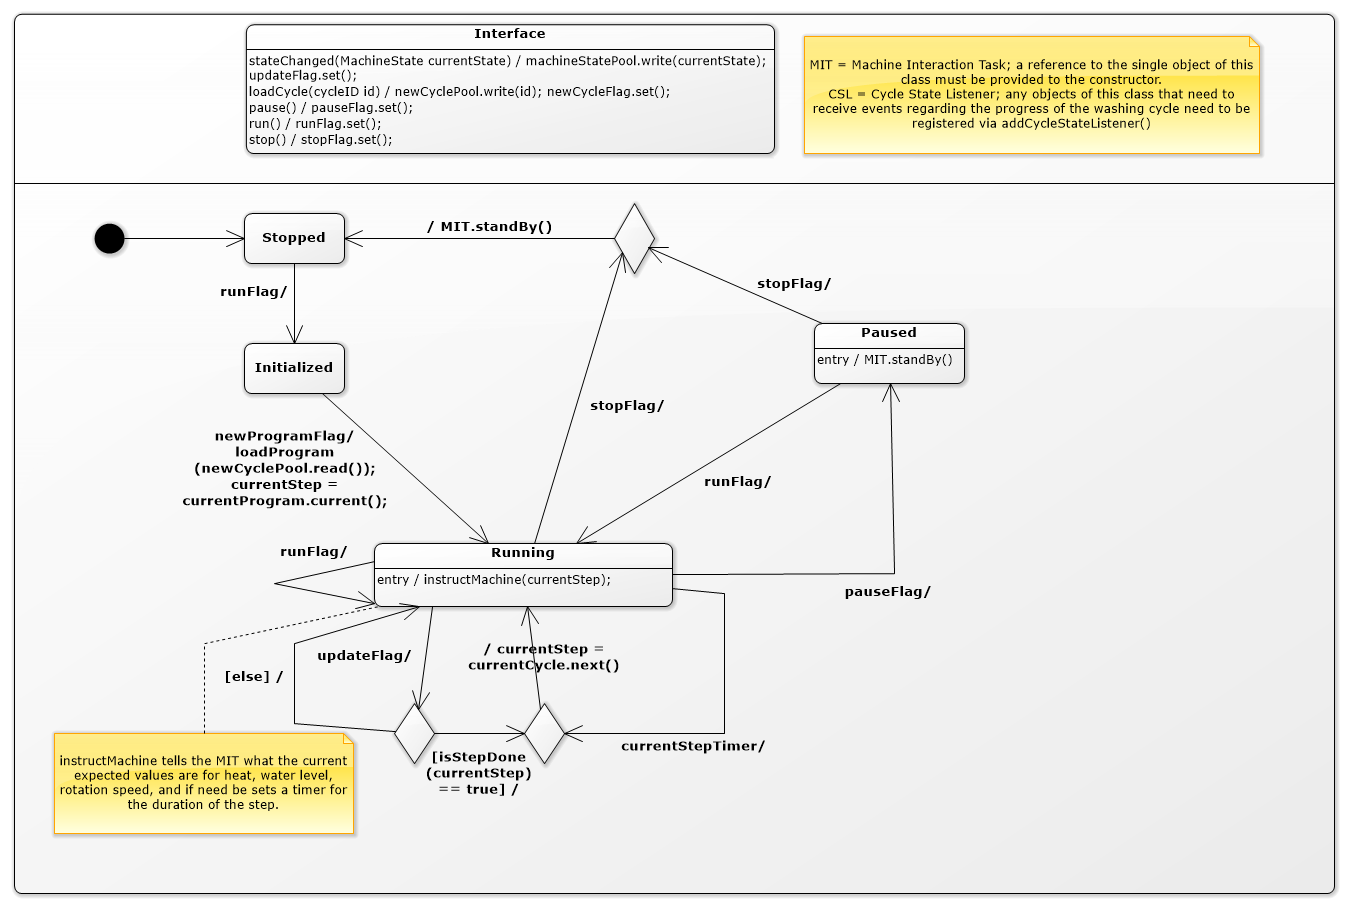 Interface
stateChanged(MachineState currentState) / machineStatePool.write(currentState);
updateFlag.set();
loadCycle(cycleID id) / newCyclePool.write(id); newCycleFlag.set();
pause() / pauseFlag.set();
run() / runFlag.set();
stop() / stopFlag.set();
MIT = Machine Interaction Task; a reference to the single object of this
class must be provided to the constructor.
CSL = Cycle State Listener; any objects of this class that need to
receive events regarding the progress of the washing cycle need to be
registered via addCycleStateListener()
Stopped
/ MIT.standBy()
runFlag/
stopFlag/
Paused
entry / MIT.standBy()
Initialized
stopFlag/
newProgramFlag/
loadProgram
(newCyclePool.read());
currentStep =
currentProgram.current();
runFlag/
runFlag/
Running
entry / instructMachine(currentStep);
pauseFlag/
updateFlag/
/ currentStep =
currentCycle.next()
[else] /
currentStepTimer/
[isStepDone
(currentStep)
== true] /
instructMachine tells the MIT what the current
expected values are for heat, water level,
rotation speed, and if need be sets a timer for
the duration of the step.